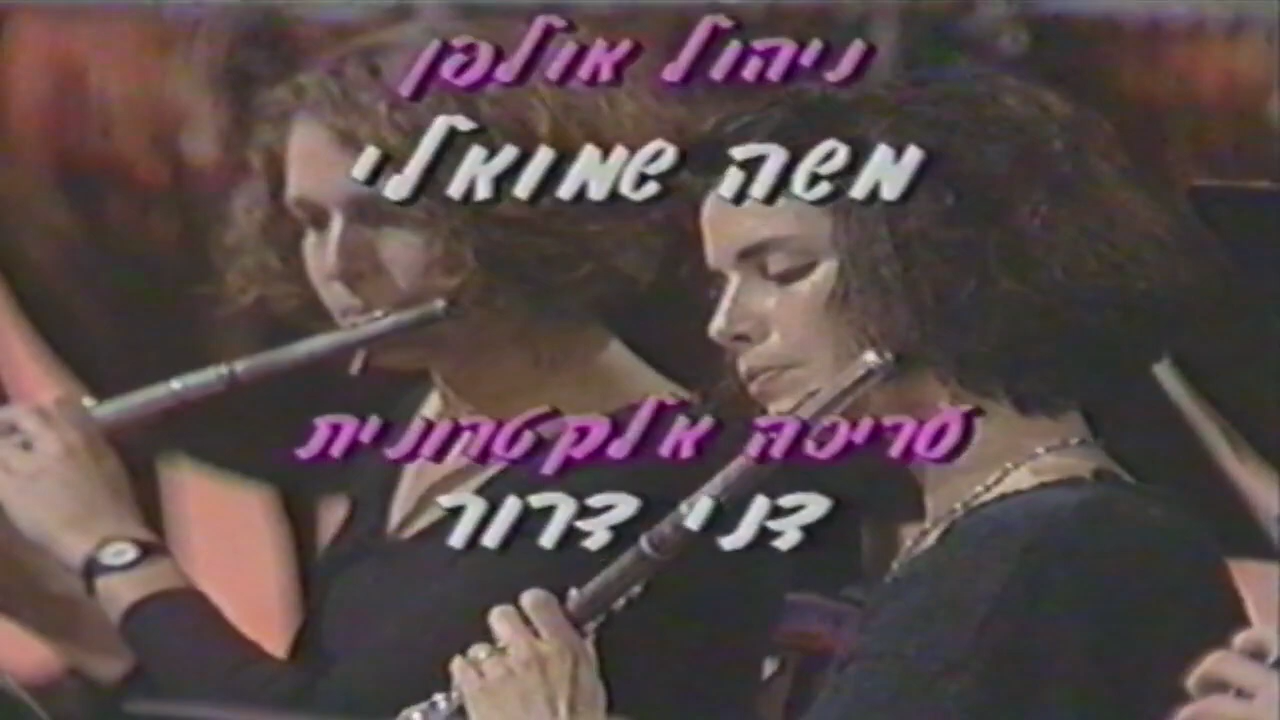 ניהול אולפן
משה שמואלי
עריכה אלקטרונית
דני דרור